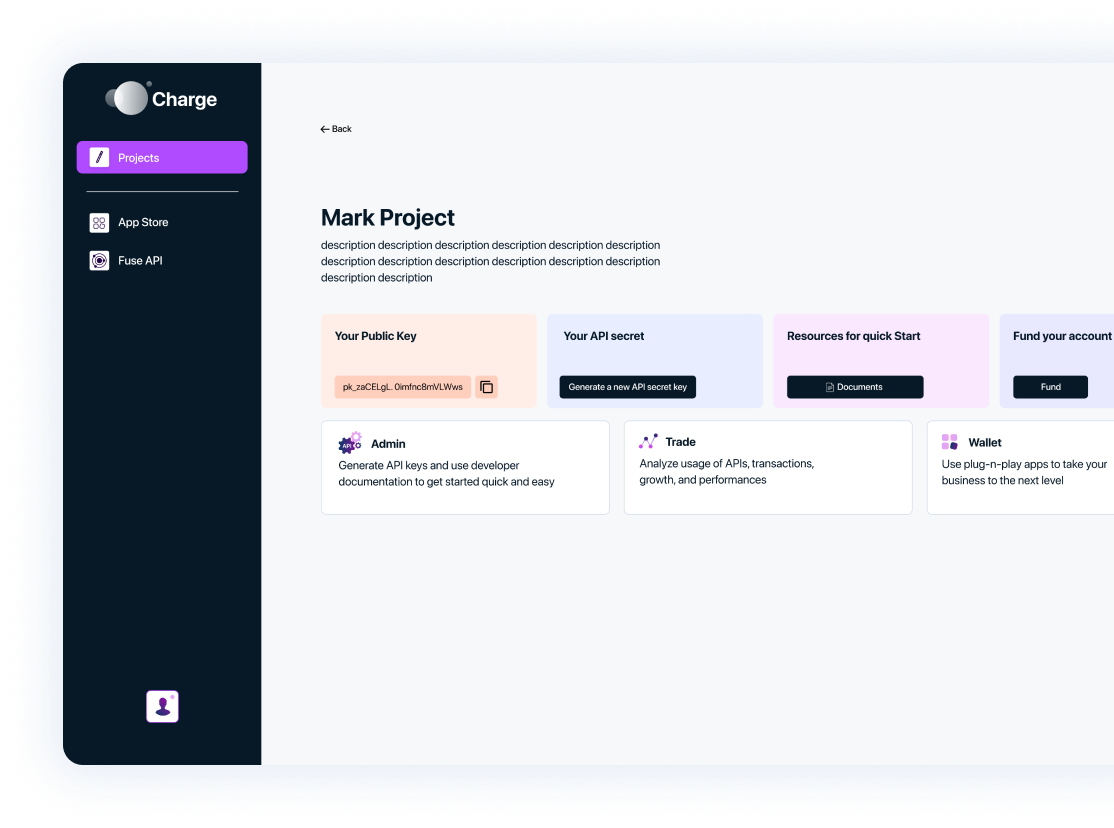 Charge
Projects
App Store
Fuse API
Back
Mark Project
description description description description description description
description description description description description description
description description
Your Public Key
pk_zaCELgL. 0imfnc8mVLWws
Your API secret
Generate a new API secret key
Resources for quick Start
Documents
Fund your account
Fund
API
Admin
Generate API keys and use developer
documentation to get started quick and easy
Trade
Analyze usage of APIs, transactions,
growth, and performances
Wallet
Use plug-n-play apps to take your
business to the next level